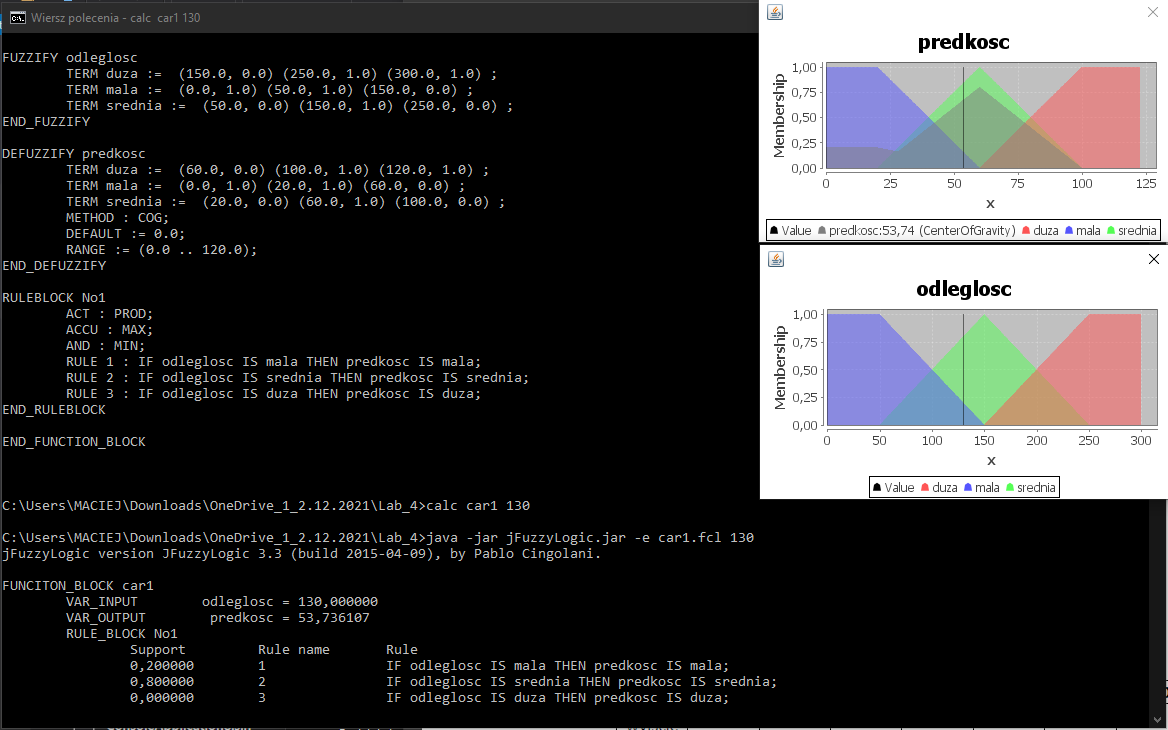 Wiersz polecenia - calc car1 130
FUZZIFY odleglosc
TERM duza := (150.0, 0.0) (250.0, 1.0) (300.0, 1.0) ;
TERM mala := (0.0, 1.0) (50.0, 1.0) (150.0, 0.0) ;
TERM srednia := (50.0, 0.0) (150.0, 1.0) (250.0, 0.0) ;
END_FUZZIFY
DEFUZZIFY predkosc
TERM duza := (60.0, 0.0) (100.0, 1.0) (120.0, 1.0) ;
TERM mala := (0.0, 1.0) (20.0, 1.0) (60.0, 0.0) ;
TERM srednia := (20.0, 0.0) (60.0, 1.0) (100.0, 0.0) ;
METHOD : COG;
DEFAULT := 0.0;
RANGE := (0.0 .. 120.0);
END_DEFUZZIFY
RULEBLOCK No1
ACT : PROD;
ACCU : MAX;
AND : MIN;
RULE 1 : IF odleglosc IS mala THEN predkosc IS mala;
RULE 2 : IF odleglosc IS srednia THEN predkosc IS srednia;
RULE 3 : IF odleglosc IS duza THEN predkosc IS duza;
END_RULEBLOCK
END_FUNCTION_BLOCK
C:\Users\MACIEJ\Downloads\OneDrive_1_2.12.2021\Lab_4>calc car1 130
C:\Users\MACIEJ\Downloads\OneDrive_1_2.12.2021\Lab_4>java -jar jFuzzyLogic.jar -e car1.fcl 130
jFuzzyLogic version JFuzzyLogic 3.3 (build 2015-04-09), by Pablo Cingolani.
FUNCITON_BLOCK car1
VAR_INPUT odleglosc = 130,000000
VAR_OUTPUT predkosc = 53,736107
RULE_BLOCK No1
Support Rule name Rule
0,200000 1 IF odleglosc IS mala THEN predkosc IS mala;
0,800000 2 IF odleglosc IS srednia THEN predkosc IS srednia;
0,000000 3 IF odleglosc IS duza THEN predkosc IS duza;
predkosc
Membership
1,00
0,75
0,50
0,25
0,00
0 25 50 75 100 125
x
Value predkosc:53,74 (CenterOfGravity) duza mala srednia
odleglosc
Membership
1,00
0,75
0,50
0,25
0,00
0 50 100 150 200 250 300
x
Value duza mala srednia